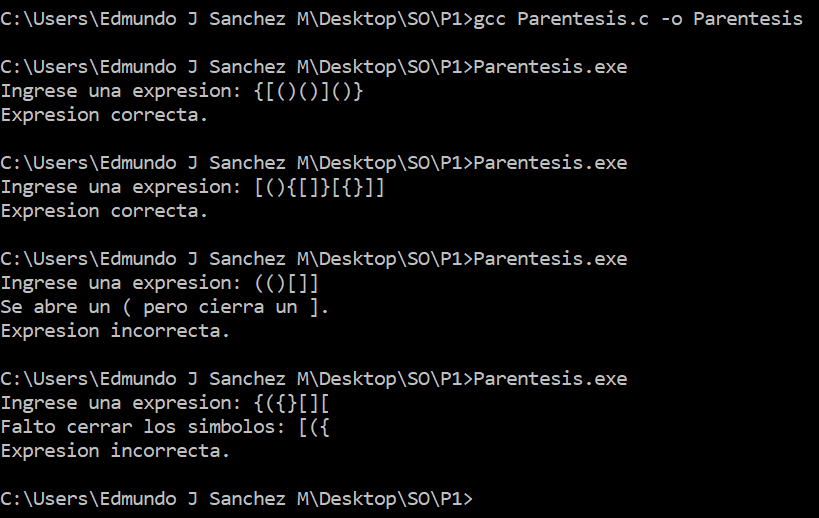 C:\Users\Edmundo J Sanchez M\Desktop\SO\P1>gcc Parentesis.c -o Parentesis
C:\Users\Edmundo J Sanchez M\Desktop\SO\P1>Parentesis.exe
Ingrese una expresion: {[()()]()}
Expresion correcta.
C:\Users\Edmundo J Sanchez M\Desktop\SO\P1>Parentesis.exe
Ingrese una expresion: [(){[]}[{}]]
Expresion correcta.
C:\Users\Edmundo J Sanchez M\Desktop\SO\P1>Parentesis.exe
Ingrese una expresion: (()[]]
Se abre un ( pero cierra un ].
Expresion incorrecta.
C:\Users\Edmundo J Sanchez M\Desktop\SO\P1>Parentesis.exe
Ingrese una expresion: {({}[][
Falto cerrar los simbolos: [({
Expresion incorrecta.
C:\Users\Edmundo J Sanchez M\Desktop\SO\P1>